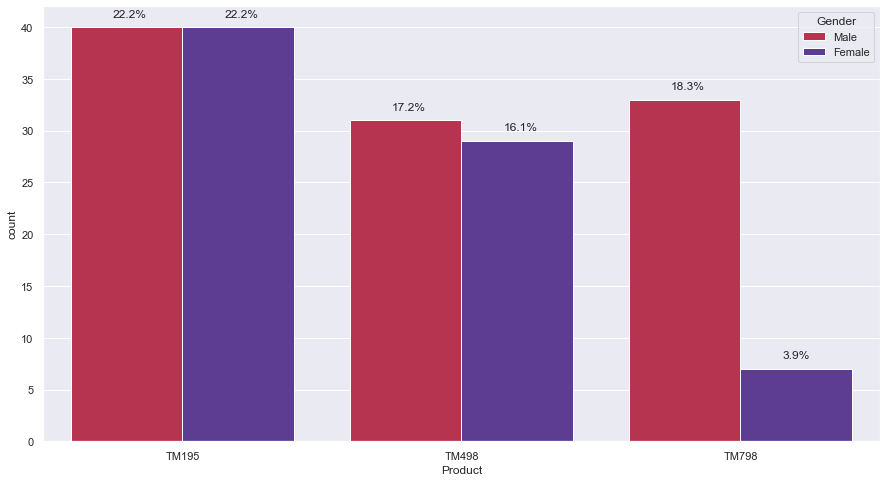 22.2%
22.2%
17.2%
16.1%
18.3%
3.9%
Gender
Male
Female
40
35
30
25
20
15
10
5
0
count
TM195
TM498
TM798
Product